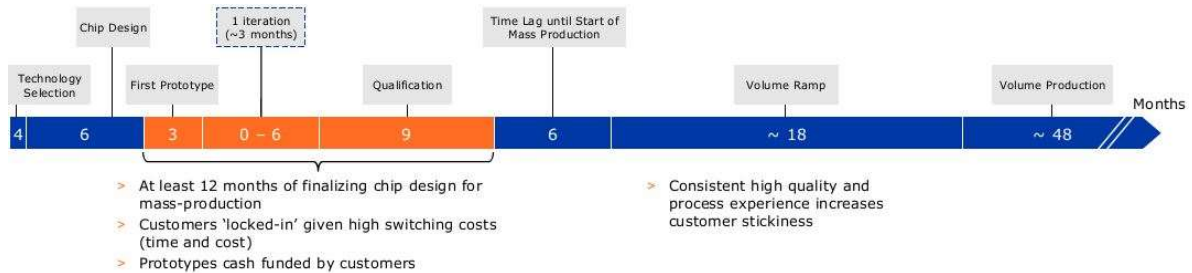 Chip Design
1 iteration
(~3 months)
Time Lag until Start of
Mass Production
Technology
Selection
First Prototype
Qualification
Volume Ramp
Volume Production
Months
4
6
3
0 – 6
9
6
~ 18
~ 48
> At least 12 months of finalizing chip design for
mass-production
> Customers ‘locked-in’ given high switching costs
(time and cost)
> Prototypes cash funded by customers
> Consistent high quality and
process experience increases
customer stickiness